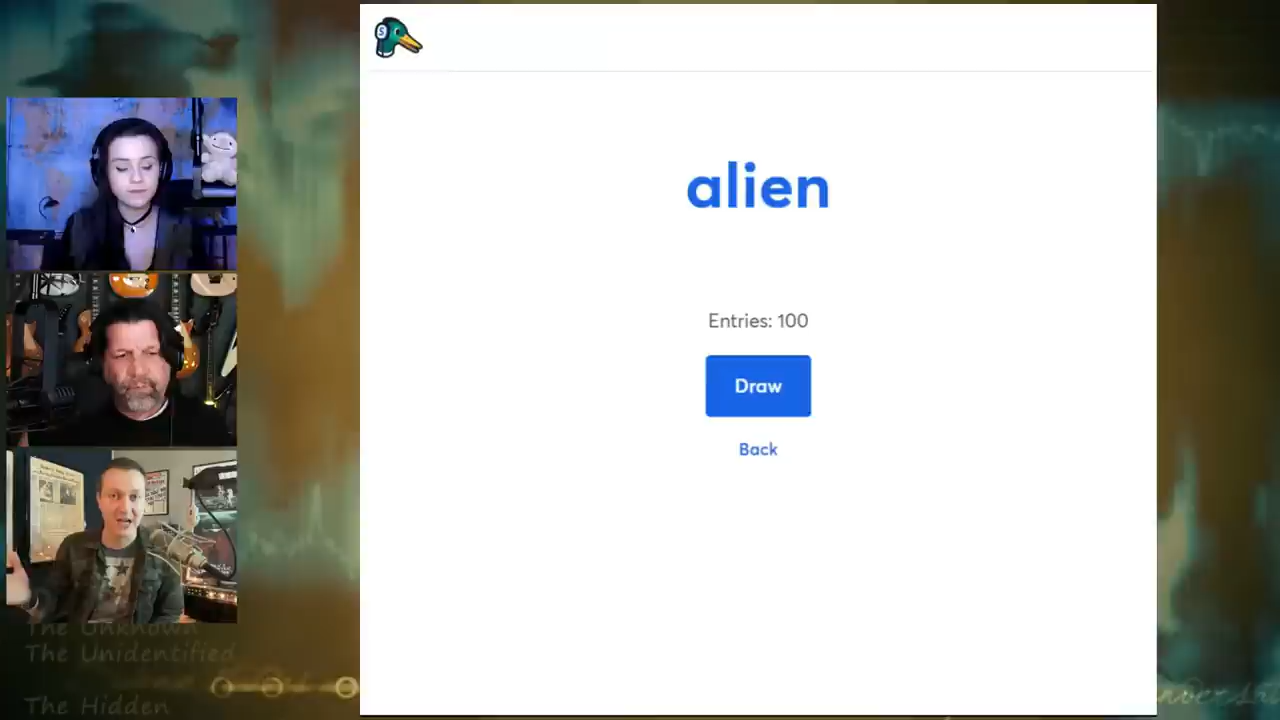 S
alien
Entries: 100
Draw
Back
The Unknown
The Unidentified
The Hidden